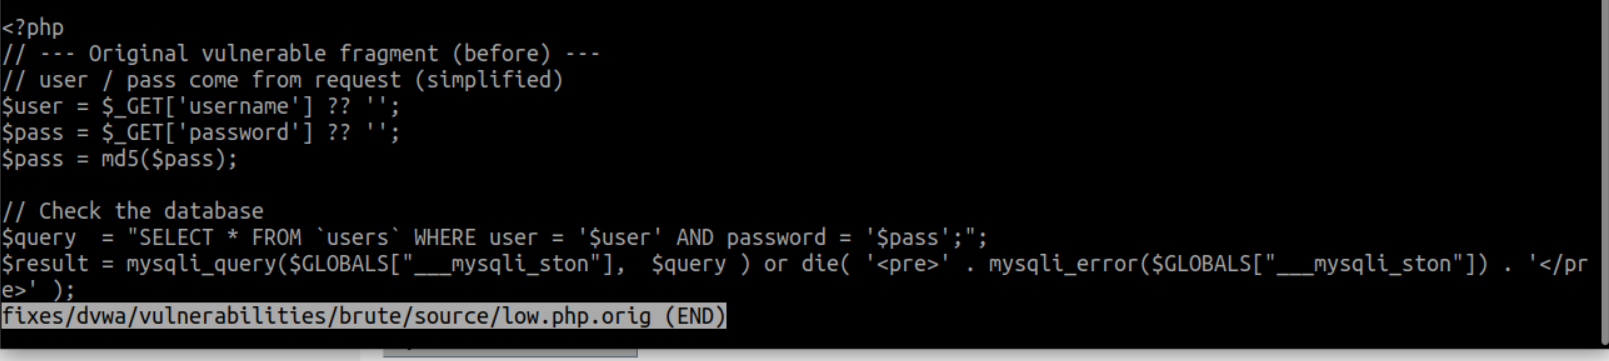 <?php
// --- Original vulnerable fragment (before) ---
// user / pass come from request (simplified)
$user = $_GET['username'] ?? '';
$pass = $_GET['password'] ?? '';
$pass = md5($pass);

// Check the database
$query  = "SELECT * FROM `users` WHERE user = '$user' AND password = '$pass';";
$result = mysqli_query($GLOBALS["___mysqli_ston"],  $query ) or die( '<pre>' . mysqli_error($GLOBALS["___mysqli_ston"]) . '</pr
e>' );
fixes/dvwa/vulnerabilities/brute/source/low.php.orig (END)